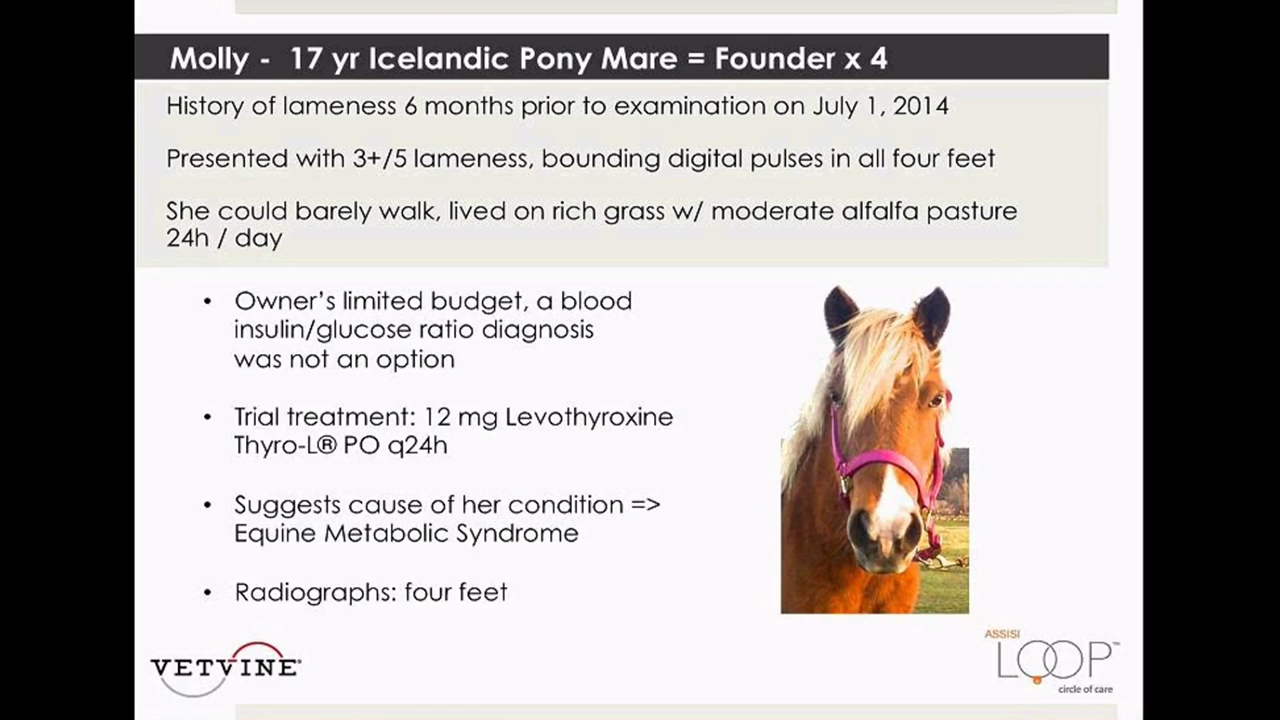 Molly - 17 yr Icelandic Pony Mare = Founder x 4
History of lameness 6 months prior to examination on July 1, 2014
Presented with 3+/5 lameness, bounding digital pulses in all four feet
She could barely walk, lived on rich grass w/ moderate alfalfa pasture
24h / day
• Owner’s limited budget, a blood
insulin/glucose ratio diagnosis
was not an option
• Trial treatment: 12 mg Levothyroxine
Thyro-L® PO q24h
• Suggests cause of her condition =>
Equine Metabolic Syndrome
• Radiographs: four feet
VETVINE®
ASSISI
LOOP™
circle of care